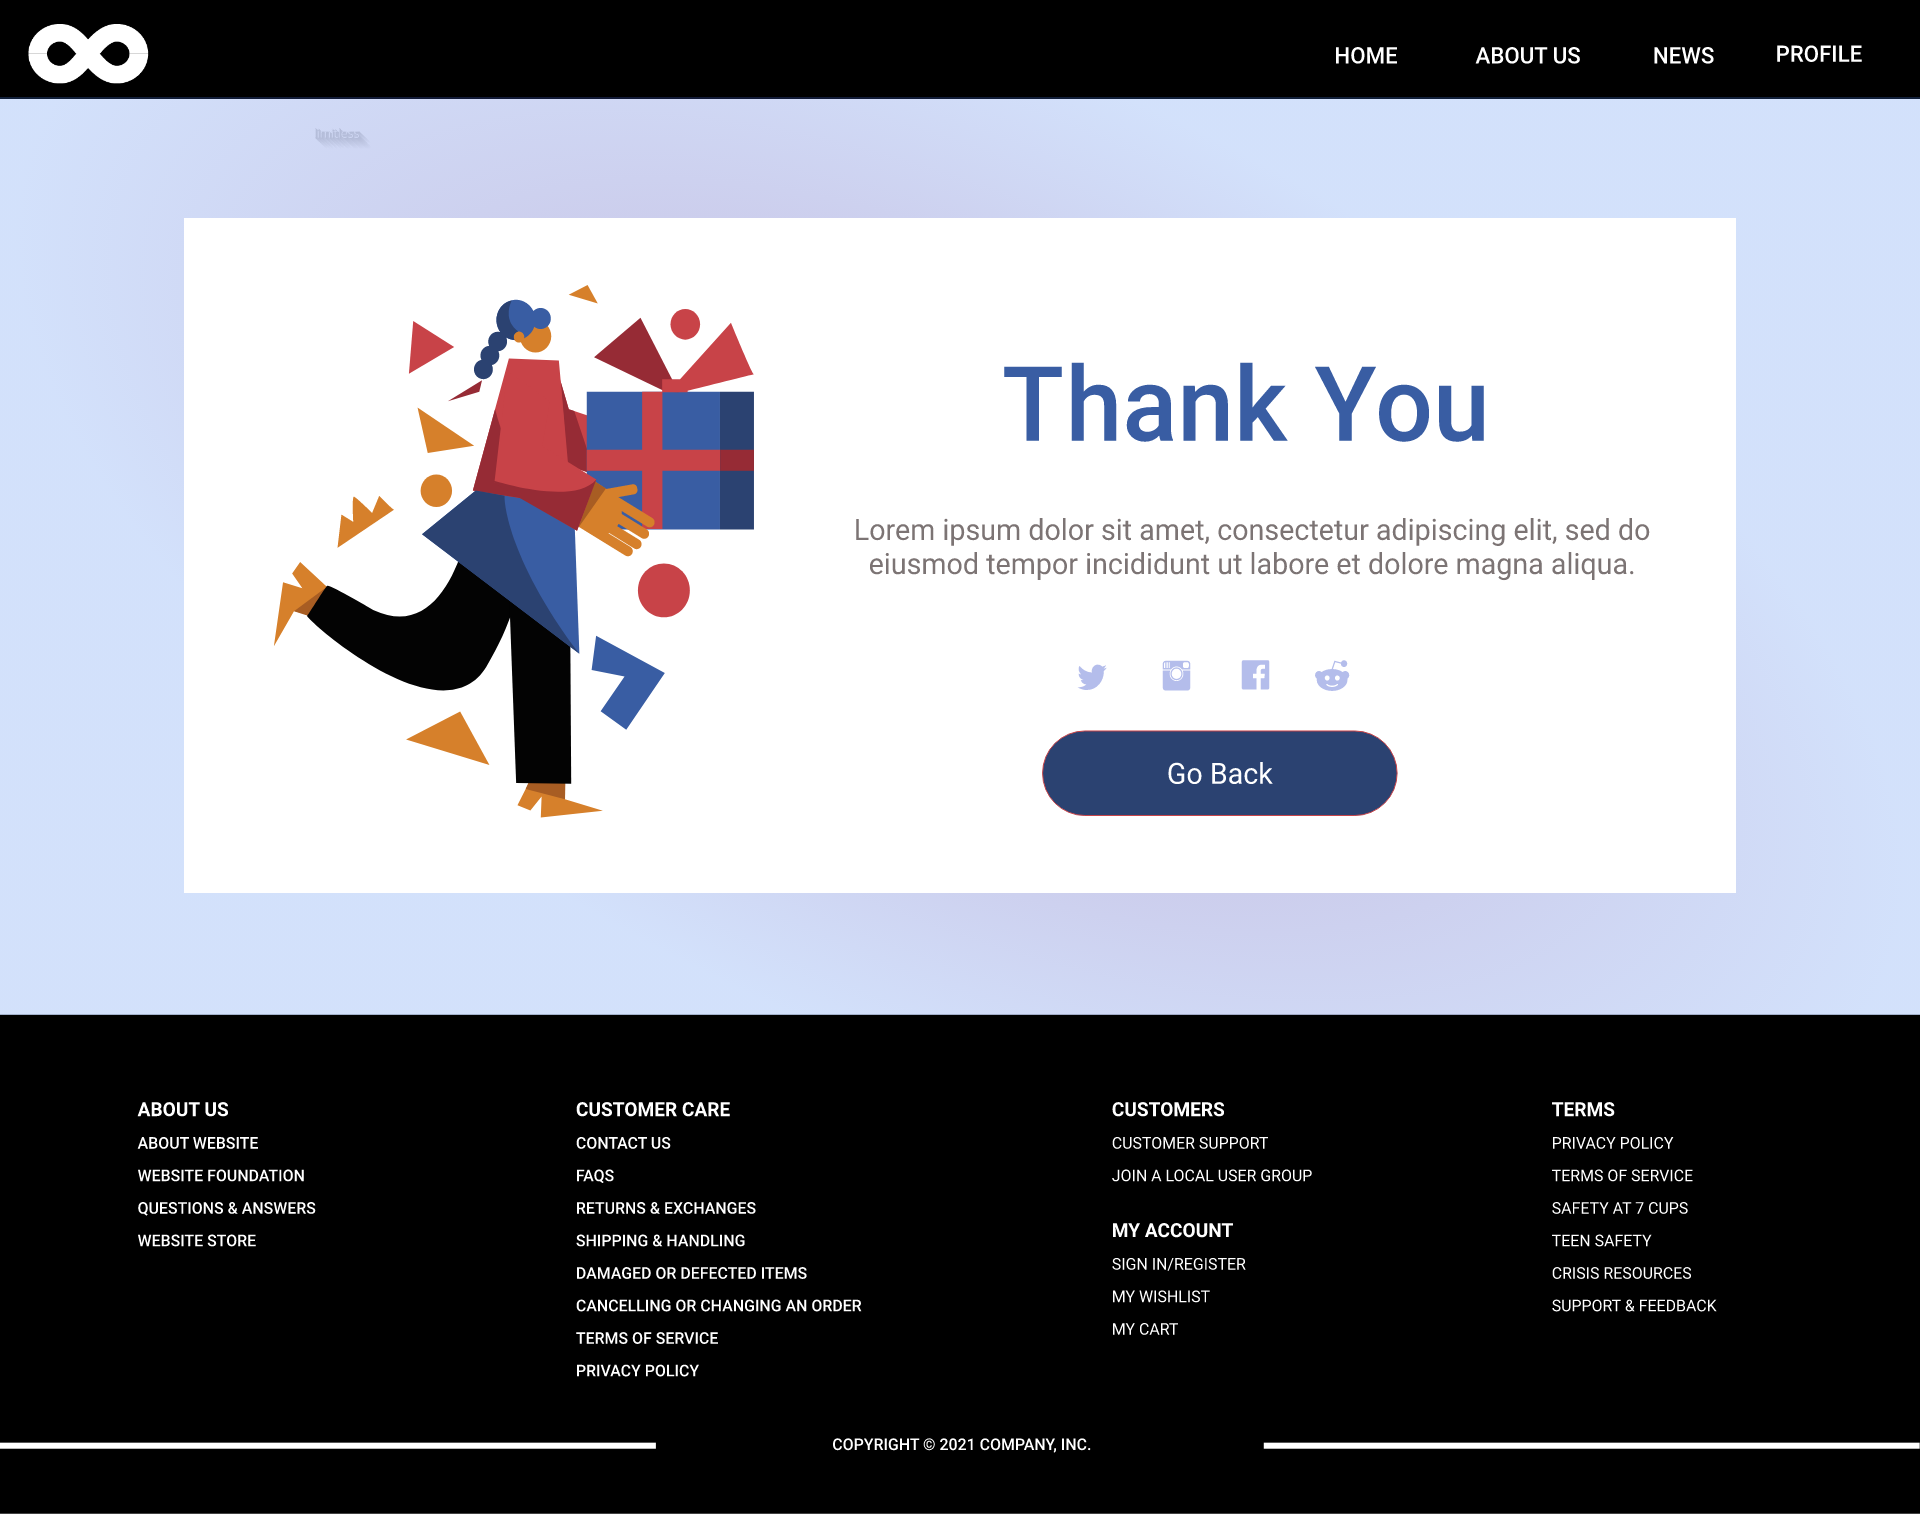 HOME ABOUT US NEWS PROFILE
limitless
Thank You
Lorem ipsum dolor sit amet, consectetur adipiscing elit, sed do
eiusmod tempor incididunt ut labore et dolore magna aliqua.
Go Back
ABOUT US
ABOUT WEBSITE
WEBSITE FOUNDATION
QUESTIONS & ANSWERS
WEBSITE STORE
CUSTOMER CARE
CONTACT US
FAQS
RETURNS & EXCHANGES
SHIPPING & HANDLING
DAMAGED OR DEFECTED ITEMS
CANCELLING OR CHANGING AN ORDER
TERMS OF SERVICE
PRIVACY POLICY
CUSTOMERS
CUSTOMER SUPPORT
JOIN A LOCAL USER GROUP
MY ACCOUNT
SIGN IN/REGISTER
MY WISHLIST
MY CART
TERMS
PRIVACY POLICY
TERMS OF SERVICE
SAFETY AT 7 CUPS
TEEN SAFETY
CRISIS RESOURCES
SUPPORT & FEEDBACK
COPYRIGHT © 2021 COMPANY, INC.